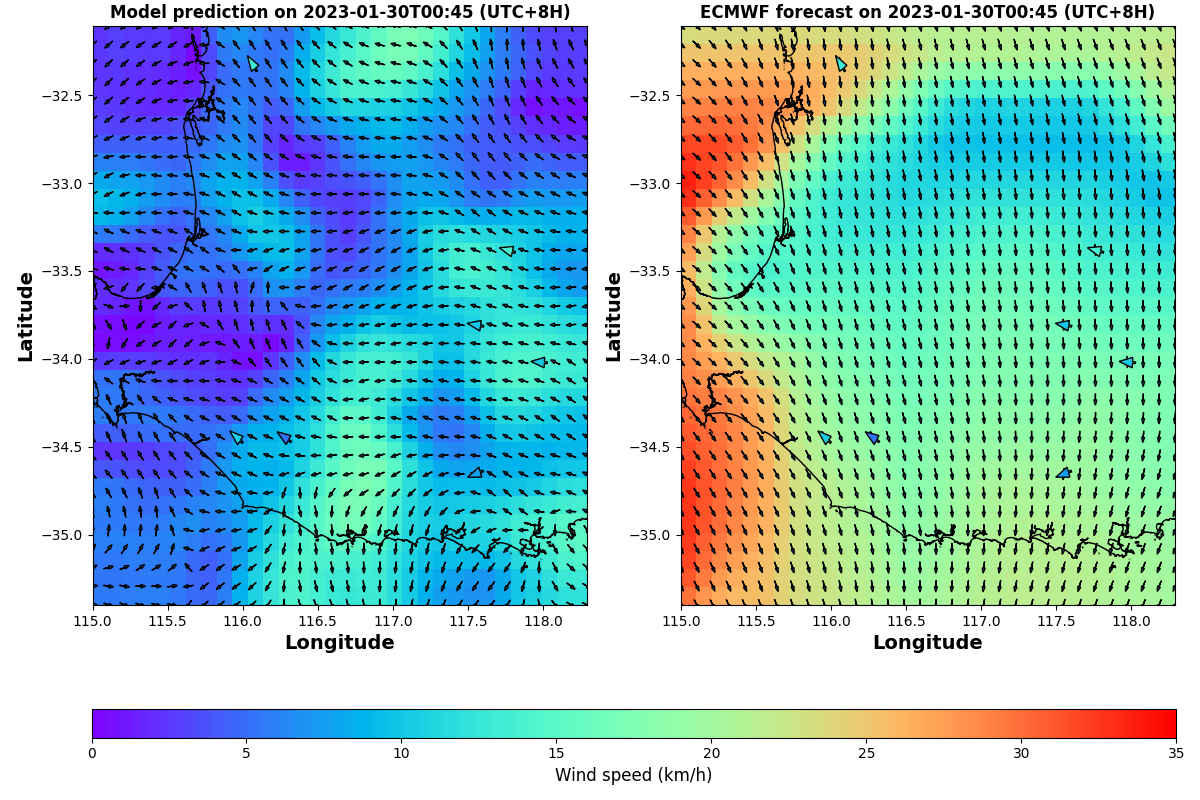 Model prediction on 2023-01-30T00:45 (UTC+8H)
ECMWF forecast on 2023-01-30T00:45 (UTC+8H)
Latitude
−32.5
−33.0
−33.5
−34.0
−34.5
−35.0
115.0 115.5 116.0 116.5 117.0 117.5 118.0
Longitude
Latitude
−32.5
−33.0
−33.5
−34.0
−34.5
−35.0
115.0 115.5 116.0 116.5 117.0 117.5 118.0
Longitude
0 5 10 15 20 25 30 35
Wind speed (km/h)